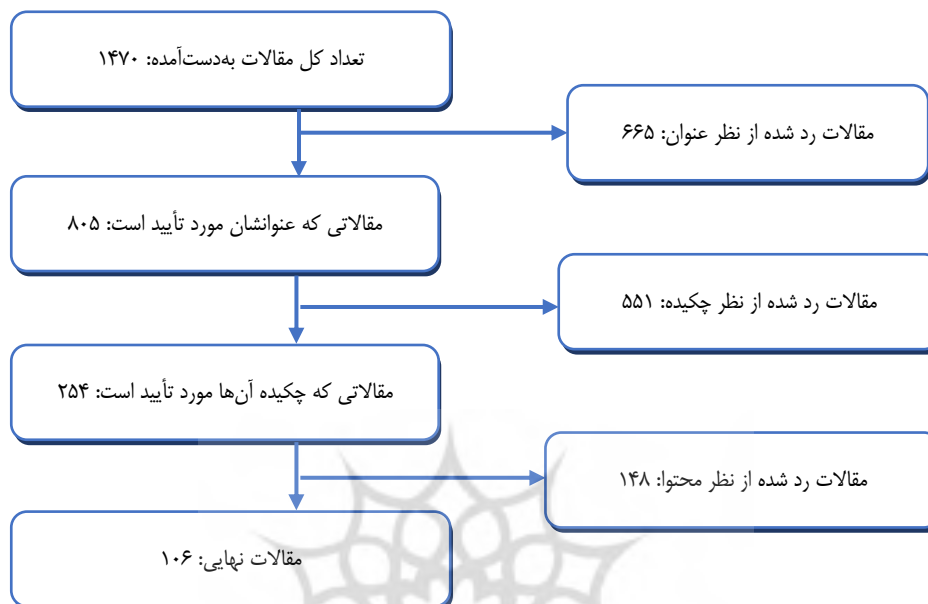 تعداد کل مقالات به‌دست‌آمده: ۱۴۷۰
مقالات رد شده از نظر عنوان: ۶۶۵
مقالاتی که عنوانشان مورد تأیید است: ۸۰۵
مقالات رد شده از نظر چکیده: ۵۵۱
مقالاتی که چکیده آن‌ها مورد تأیید است: ۲۵۴
مقالات رد شده از نظر محتوا: ۱۴۸
مقالات نهایی: ۱۰۶